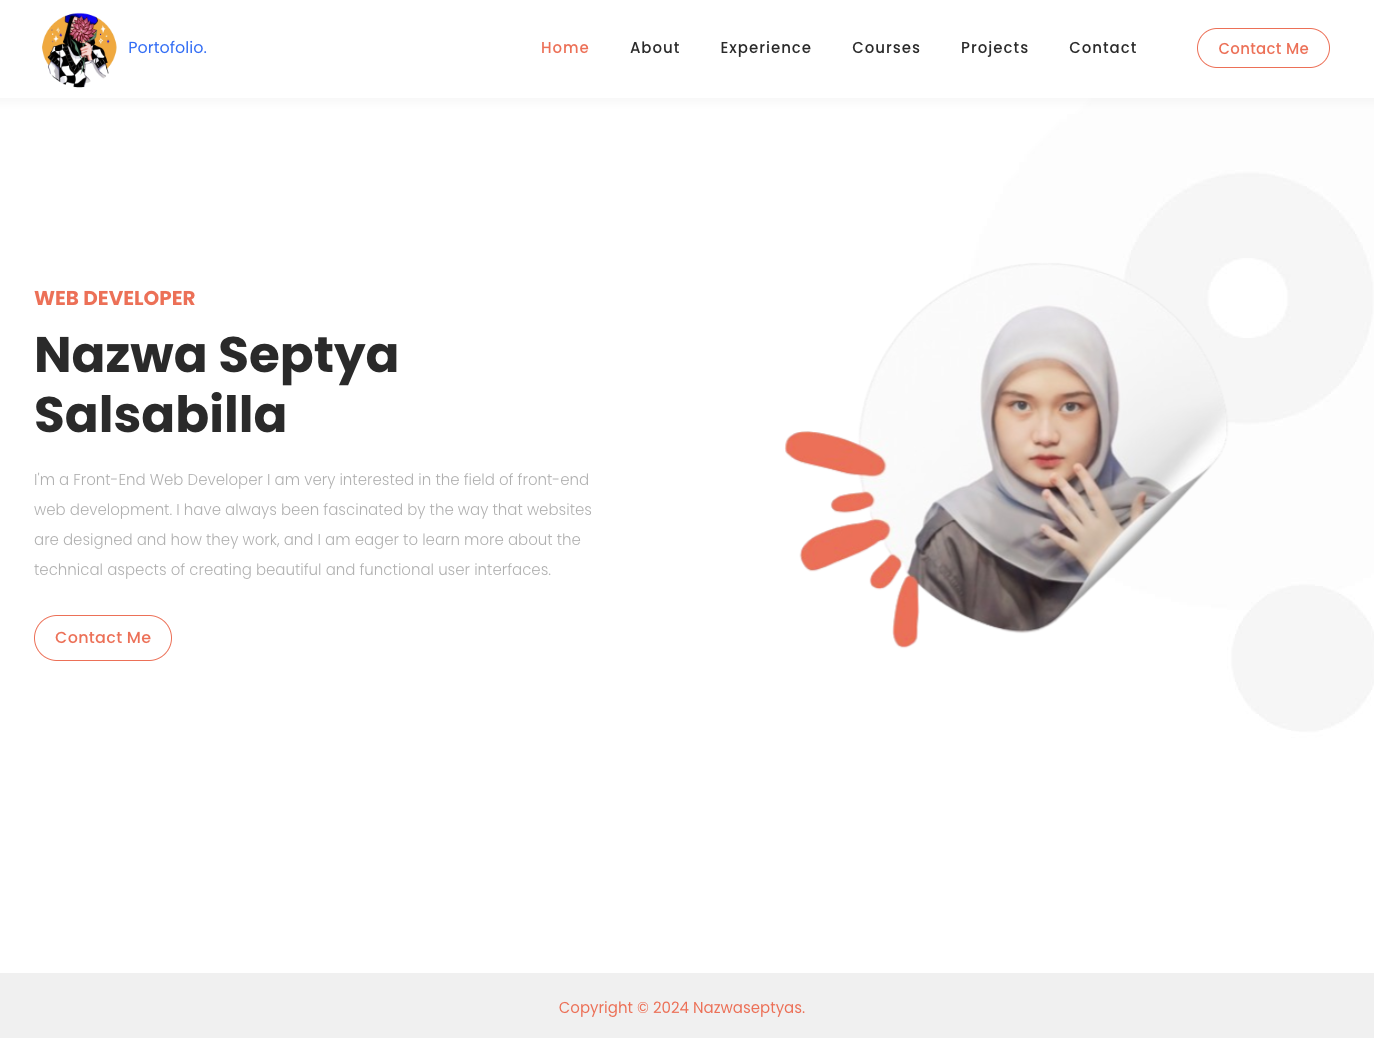 Portofolio.
Home
About
Experience
Courses
Projects
Contact
Contact Me
WEB DEVELOPER
Nazwa Septya
Salsabilla
I'm a Front-End Web Developer I am very interested in the field of front-end
web development. I have always been fascinated by the way that websites
are designed and how they work, and I am eager to learn more about the
technical aspects of creating beautiful and functional user interfaces.
Contact Me
Copyright © 2024 Nazwaseptyas.